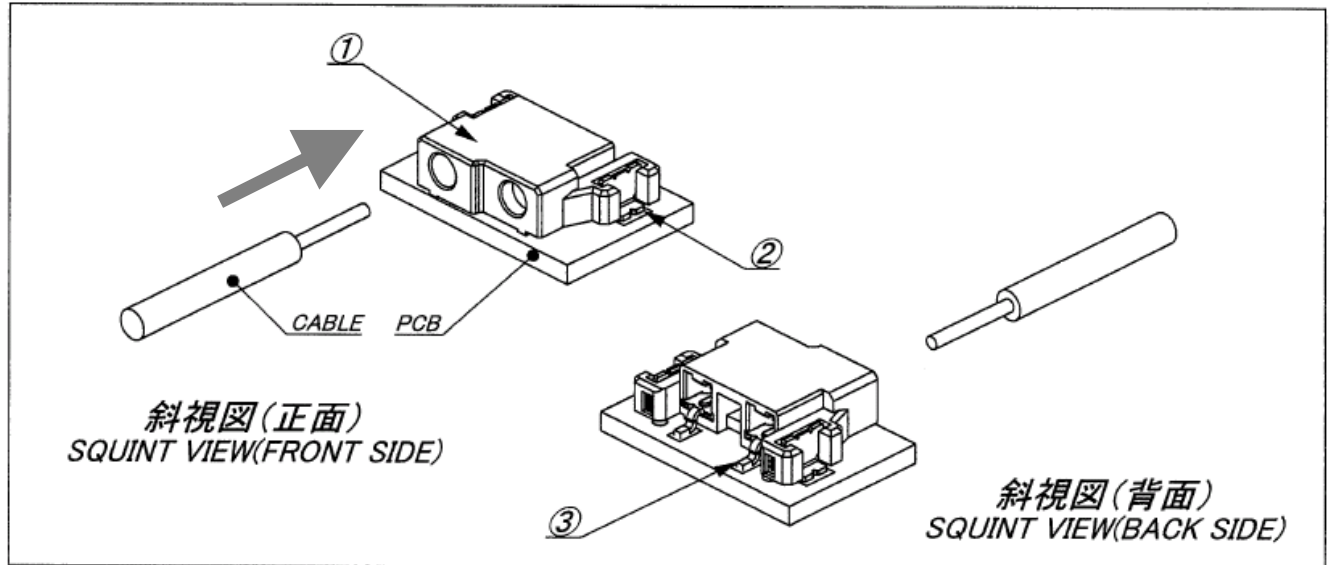 ①
②
CABLE PCB
斜視図(正面)
SQUINT VIEW(FRONT SIDE)
③
斜視図(背面)
SQUINT VIEW(BACK SIDE)